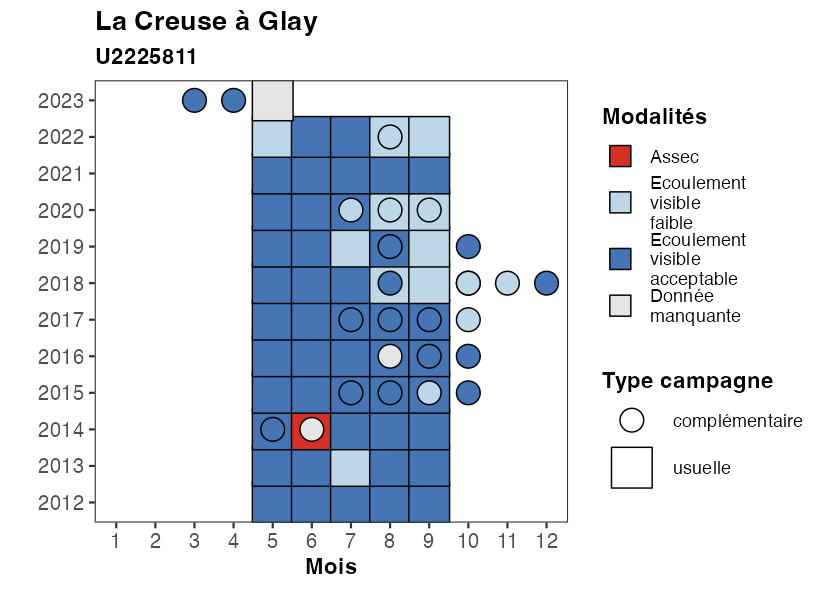 La Creuse à Glay
U2225811
2023
2022
2021
2020
2019
2018
2017
2016
2015
2014
2013
2012
1 2 3 4 5 6 7 8 9 10 11 12
Mois
Modalités
Assec
Ecoulement
visible
faible
Ecoulement
visible
acceptable
Donnée
manquante
Type campagne
complémentaire
usuelle